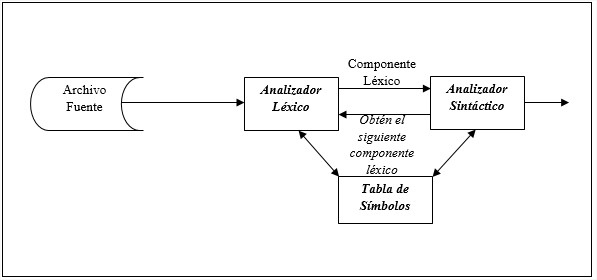 Archivo
Fuente
Analizador
Léxico
Componente
Léxico
Obtén el
siguiente
componente
léxico
Analizador
Sintáctico
Tabla de
Símbolos